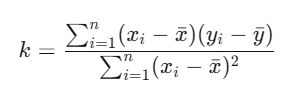 k = \frac{\sum_{i=1}^{n}(x_i - \bar{x})(y_i - \bar{y})}{\sum_{i=1}^{n}(x_i - \bar{x})^2}